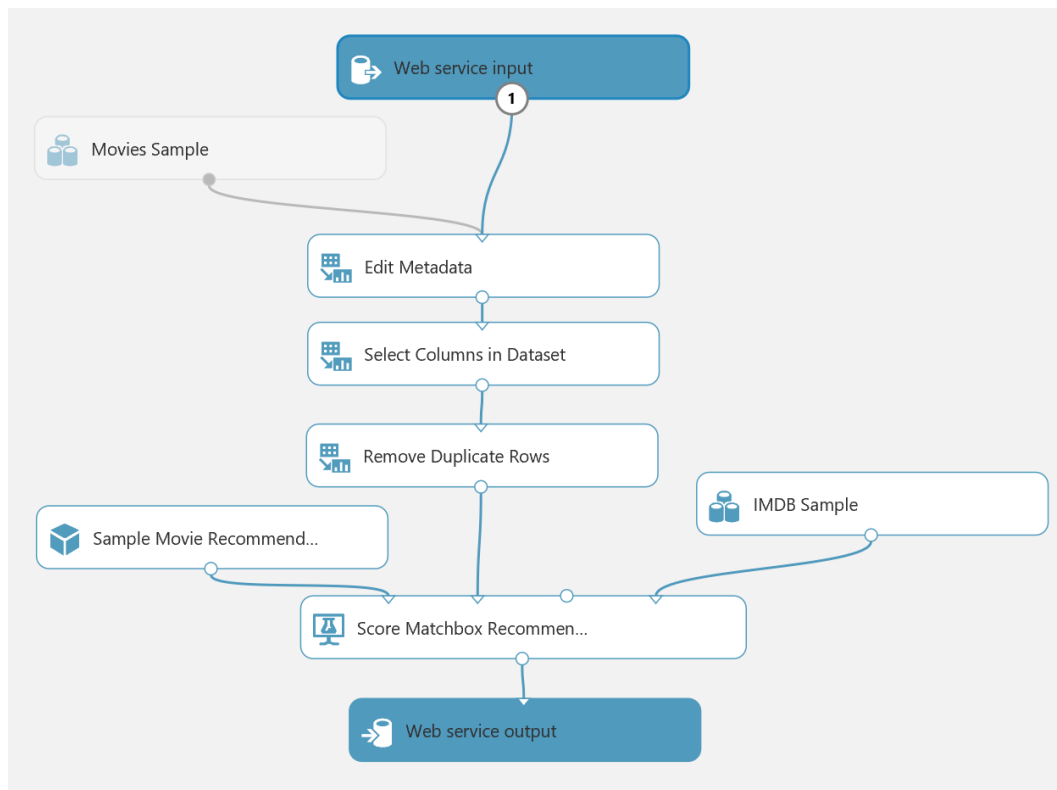 Web service input
1
Movies Sample
Edit Metadata
Select Columns in Dataset
Remove Duplicate Rows
IMDB Sample
Sample Movie Recommend...
Score Matchbox Recommen...
Web service output